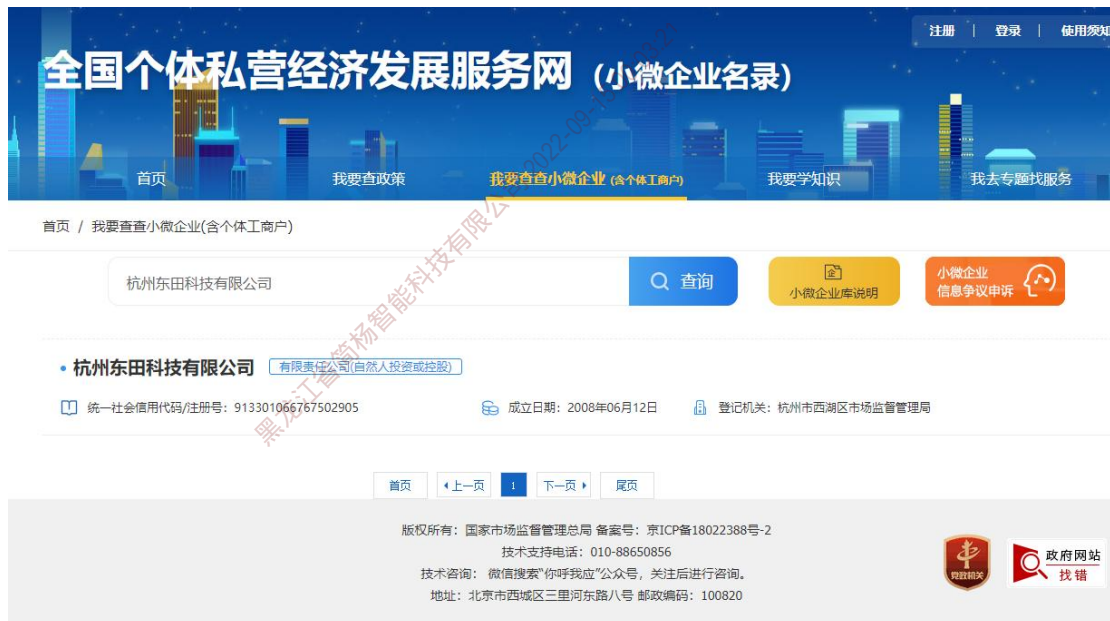 注册 | 登录 | 使用须知
全国个体私营经济发展服务网 (小微企业名录)
首页 我要查政策 我要查查小微企业 (含个体工商户) 我要学知识 我去专题找服务
首页 / 我要查查小微企业(含个体工商户)
杭州东田科技有限公司 查询 企 小微企业库说明 小微企业 信息争议申诉
杭州东田科技有限公司 有限责任公司(自然人投资或控股)
统一社会信用代码/注册号：913301066767502905 成立日期：2008年06月12日 登记机关：杭州市西湖区市场监督管理局
首页 上一页 1 下一页 尾页
版权所有：国家市场监督管理总局 备案号：京ICP备18022388号-2
技术支持电话：010-88650856
技术咨询： 微信搜索"你呼我应"公众号，关注后进行咨询。
地址：北京市西城区三里河东路八号 邮政编码：100820
党政机关
政府网站
找错